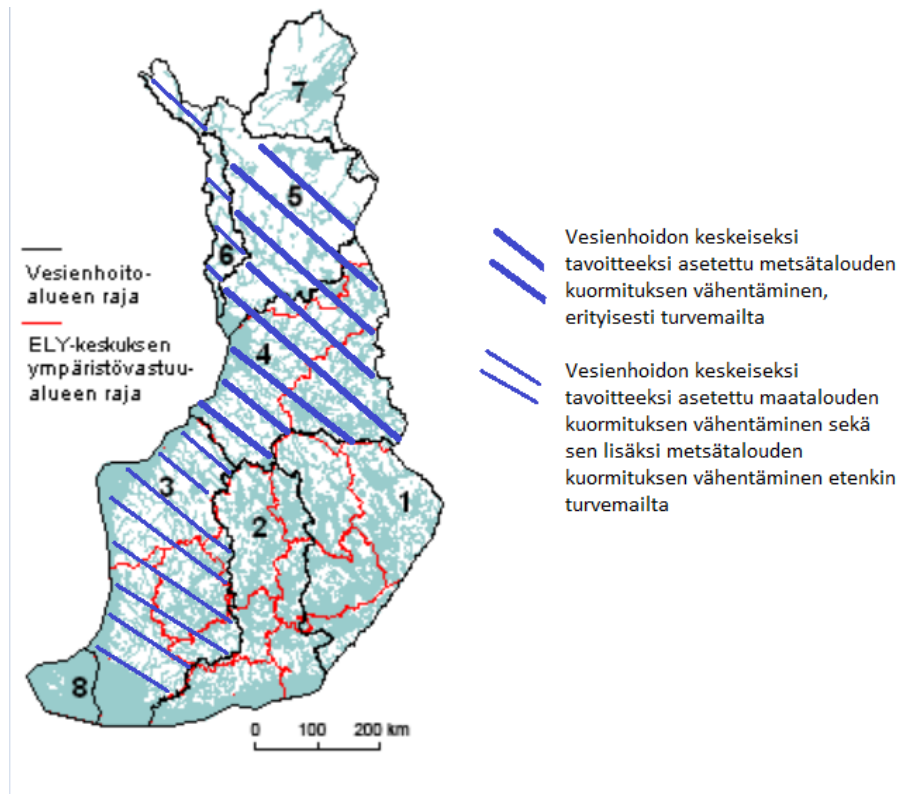 7
5
6
4
3
2
1
8
Vesienhoito-
alueen raja
ELY-keskuksen
ympäristövastuu-
alueen raja
0 100 200 km
Vesienhoidon keskeiseksi
tavoitteeksi asetettu metsätalouden
kuormituksen vähentäminen,
erityisesti turvemailta
Vesienhoidon keskeiseksi
tavoitteeksi asetettu maatalouden
kuormituksen vähentäminen sekä
sen lisäksi metsätalouden
kuormituksen vähentäminen etenkin
turvemailta